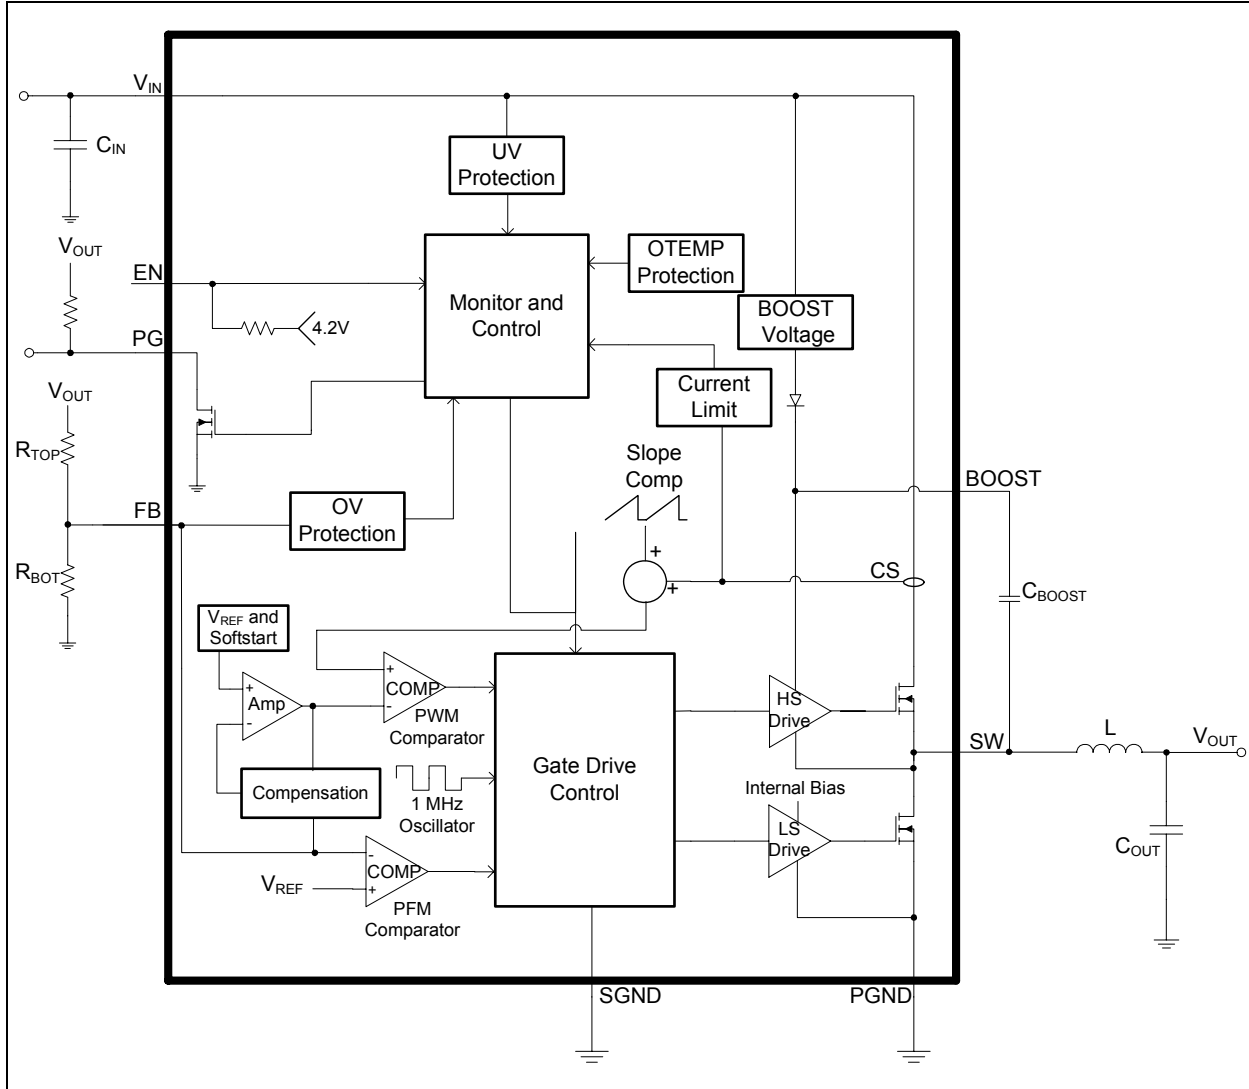 VIN
CIN
UV
Protection
VOUT
OTEMP
Protection
EN
Monitor and
Control
4.2V
BOOST
Voltage
PG
Current
Limit
VOUT
RTOP
Slope
Comp
BOOST
OV
Protection
FB
+
+
CS
RBOT
CBOOST
VREF and
Softstart
+
-
Amp
+
-
COMP
PWM
Comparator
HS
Drive
SW
L
VOUT
Gate Drive
Control
Compensation
1 MHz
Oscillator
Internal Bias
LS
Drive
COUT
-
+
COMP
VREF
PFM
Comparator
SGND
PGND